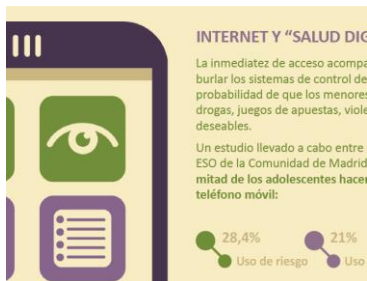 INTERNET Y “SALUD DIG
La inmediatez de acceso acompa
burlar los sistemas de control de
probabilidad de que los menores
drogas, juegos de apuestas, viole
deseables.
Un estudio llevado a cabo entre
ESO de la Comunidad de Madrid
mitad de los adolescentes hacen
teléfono móvil:
28,4%
21%
Uso de riesgo
Uso